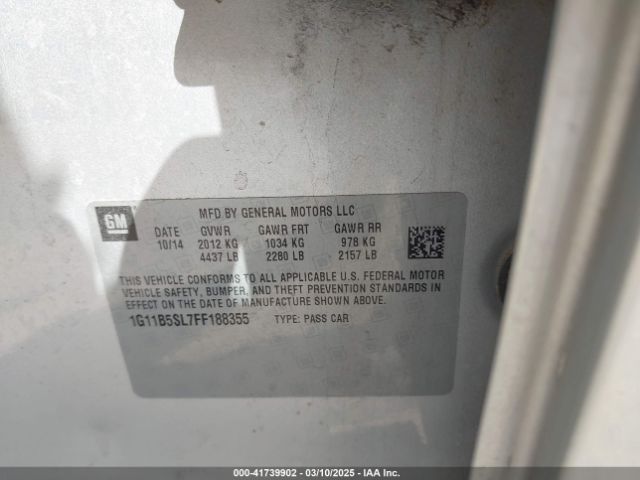 GM
MFD BY GENERAL MOTORS LLC
DATE GVWR GAWR FRT GAWR RR
10/14 2012 KG 1034 KG 978 KG
4437 LB 2280 LB 2157 LB
THIS VEHICLE CONFORMS TO ALL APPLICABLE U.S. FEDERAL MOTOR
VEHICLE SAFETY, BUMPER, AND THEFT PREVENTION STANDARDS IN
EFFECT ON THE DATE OF MANUFACTURE SHOWN ABOVE.
1G11B5SL7FF188355 TYPE: PASS CAR
000-41739902 - 03/10/2025 - IAA Inc.